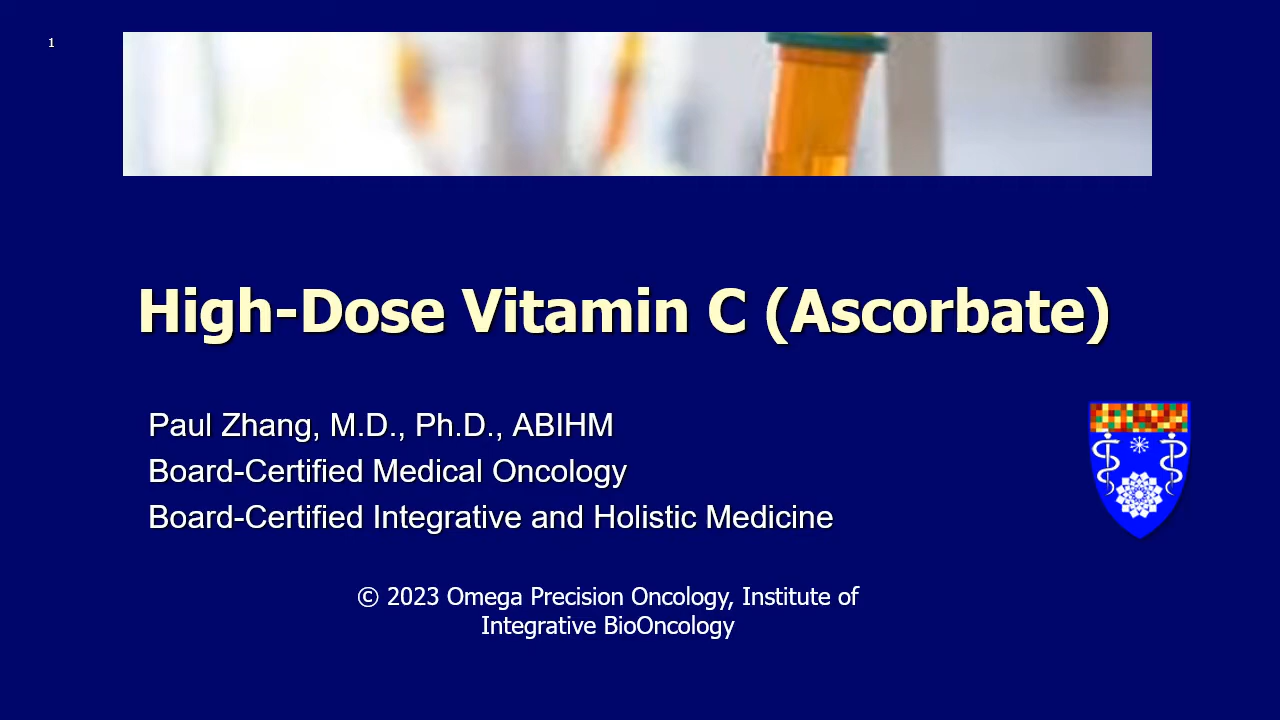 1
High-Dose Vitamin C (Ascorbate)
Paul Zhang, M.D., Ph.D., ABIHM
Board-Certified Medical Oncology
Board-Certified Integrative and Holistic Medicine
© 2023 Omega Precision Oncology, Institute of
Integrative BioOncology